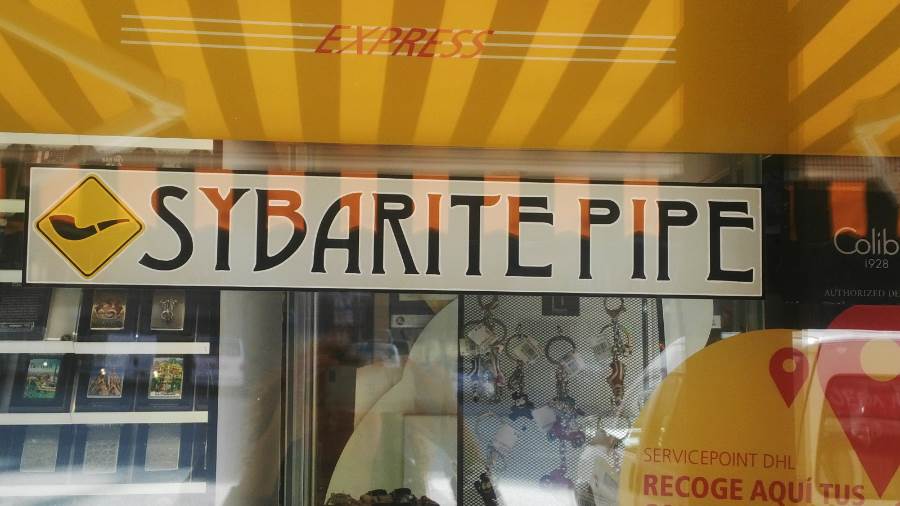 EXPRESS
SYBARITE PIPE
Colib
1928
AUTHORIZED
SERVICEPOINT DHL
RECOGE AQUÍ TUS